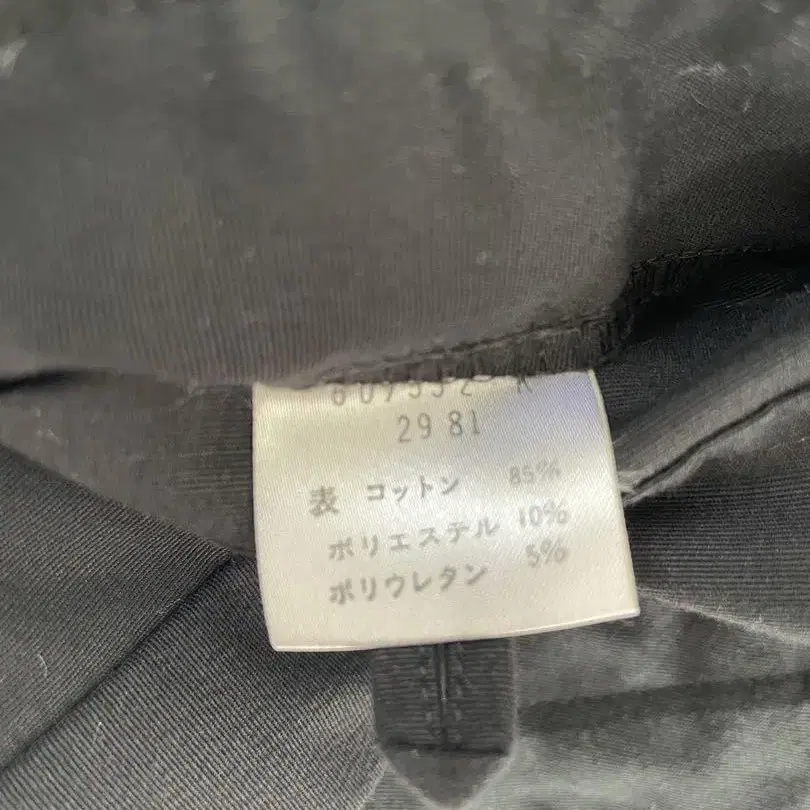 29 81
表 コットン 85%
ポリエステル 10%
ポリウレタン 5%